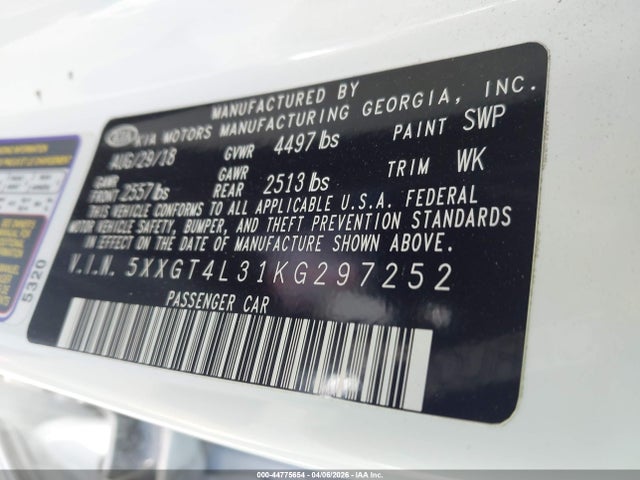 MANUFACTURED BY
KIA KIA MOTORS MANUFACTURING GEORGIA, INC.
AUG/29/18 GVWR 4497 lbs PAINT SWP
GAWR FRONT 2557 lbs GAWR REAR 2513 lbs TRIM WK
THIS VEHICLE CONFORMS TO ALL APPLICABLE U.S.A. FEDERAL
MOTOR VEHICLE SAFETY, BUMPER, AND THEFT PREVENTION STANDARDS
IN EFFECT ON THE DATE OF MANUFACTURE SHOWN ABOVE.
V.I.N. 5XXGT4L31KG297252
PASSENGER CAR
5320
000-44775654 - 04/06/2026 - IAA Inc.